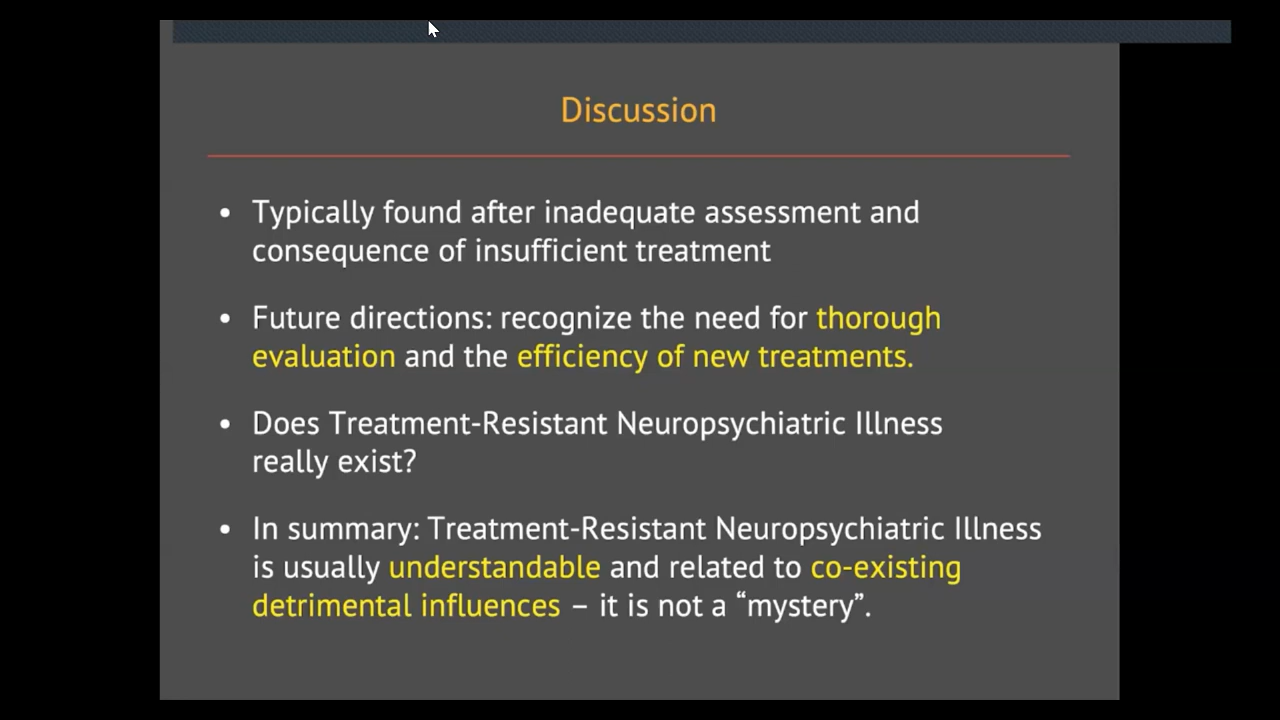 Discussion
• Typically found after inadequate assessment and
consequence of insufficient treatment
• Future directions: recognize the need for thorough
evaluation and the efficiency of new treatments.
• Does Treatment-Resistant Neuropsychiatric Illness
really exist?
• In summary: Treatment-Resistant Neuropsychiatric Illness
is usually understandable and related to co-existing
detrimental influences – it is not a “mystery”.